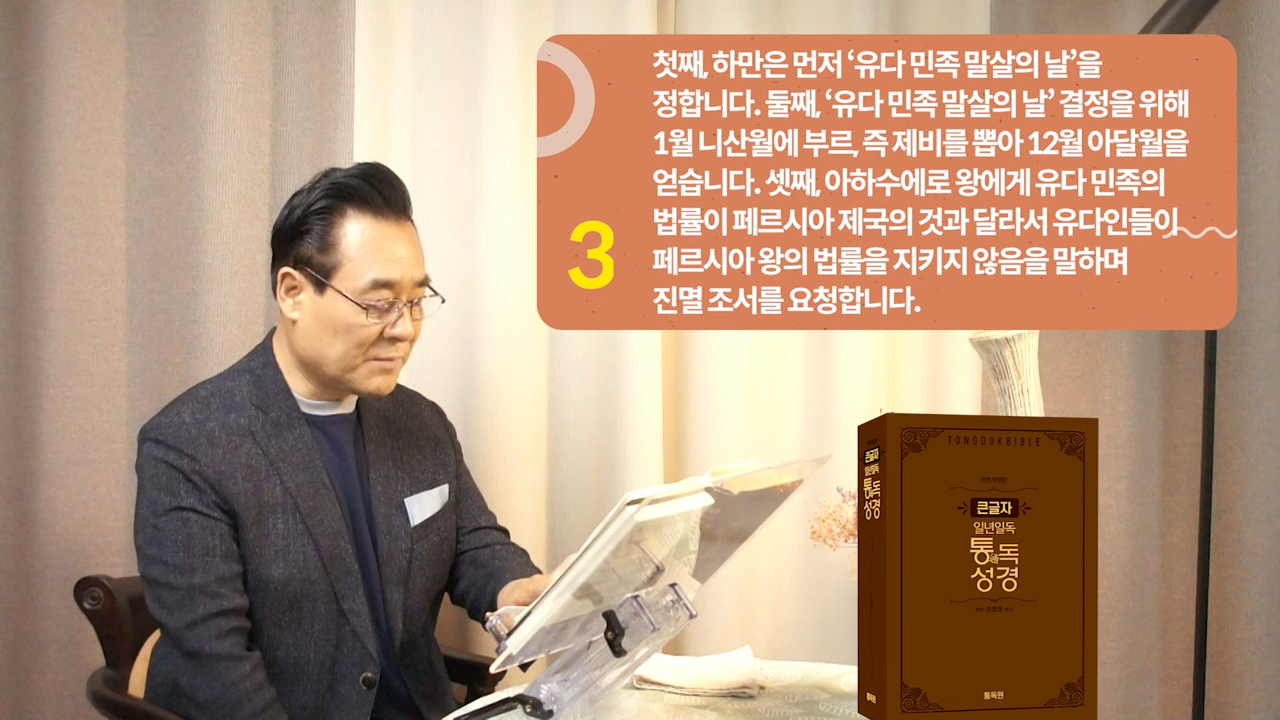 첫째, 하만은 먼저 ‘유다 민족 말살의 날’을
정합니다. 둘째, ‘유다 민족 말살의 날’ 결정을 위해
1월 니산월에 부르, 즉 제비를 뽑아 12월 아달월을
얻습니다. 셋째, 아하수에로 왕에게 유다 민족의
법률이 페르시아 제국의 것과 달라서 유다인들이
페르시아 왕의 법률을 지키지 않음을 말하며
진멸 조서를 요청합니다.
3
TONGDOKBIBLE
큰글자
일년일독
통독
성경
통독원
큰글자
일년일독
통독
성경
통독원